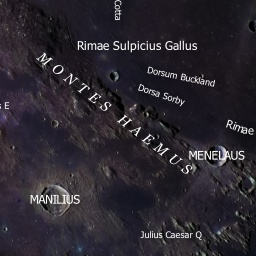 Cotta
Rimae Sulpicius Gallus
Dorsum Buckland
Dorsa Sorby
MONTES HAEMUS
s E
Rimae
MENELAUS
MANILIUS
Julius Caesar Q